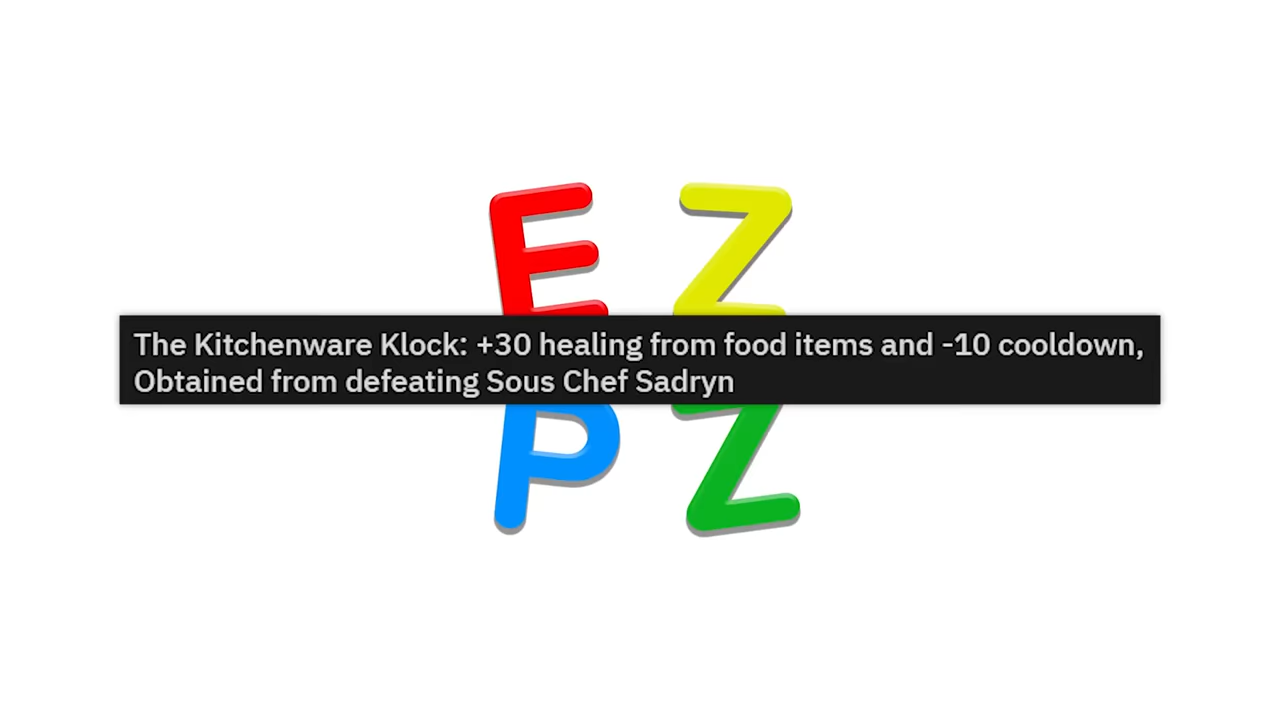 E Z
The Kitchenware Klock: +30 healing from food items and -10 cooldown,
Obtained from defeating Sous Chef Sadryn
P Z